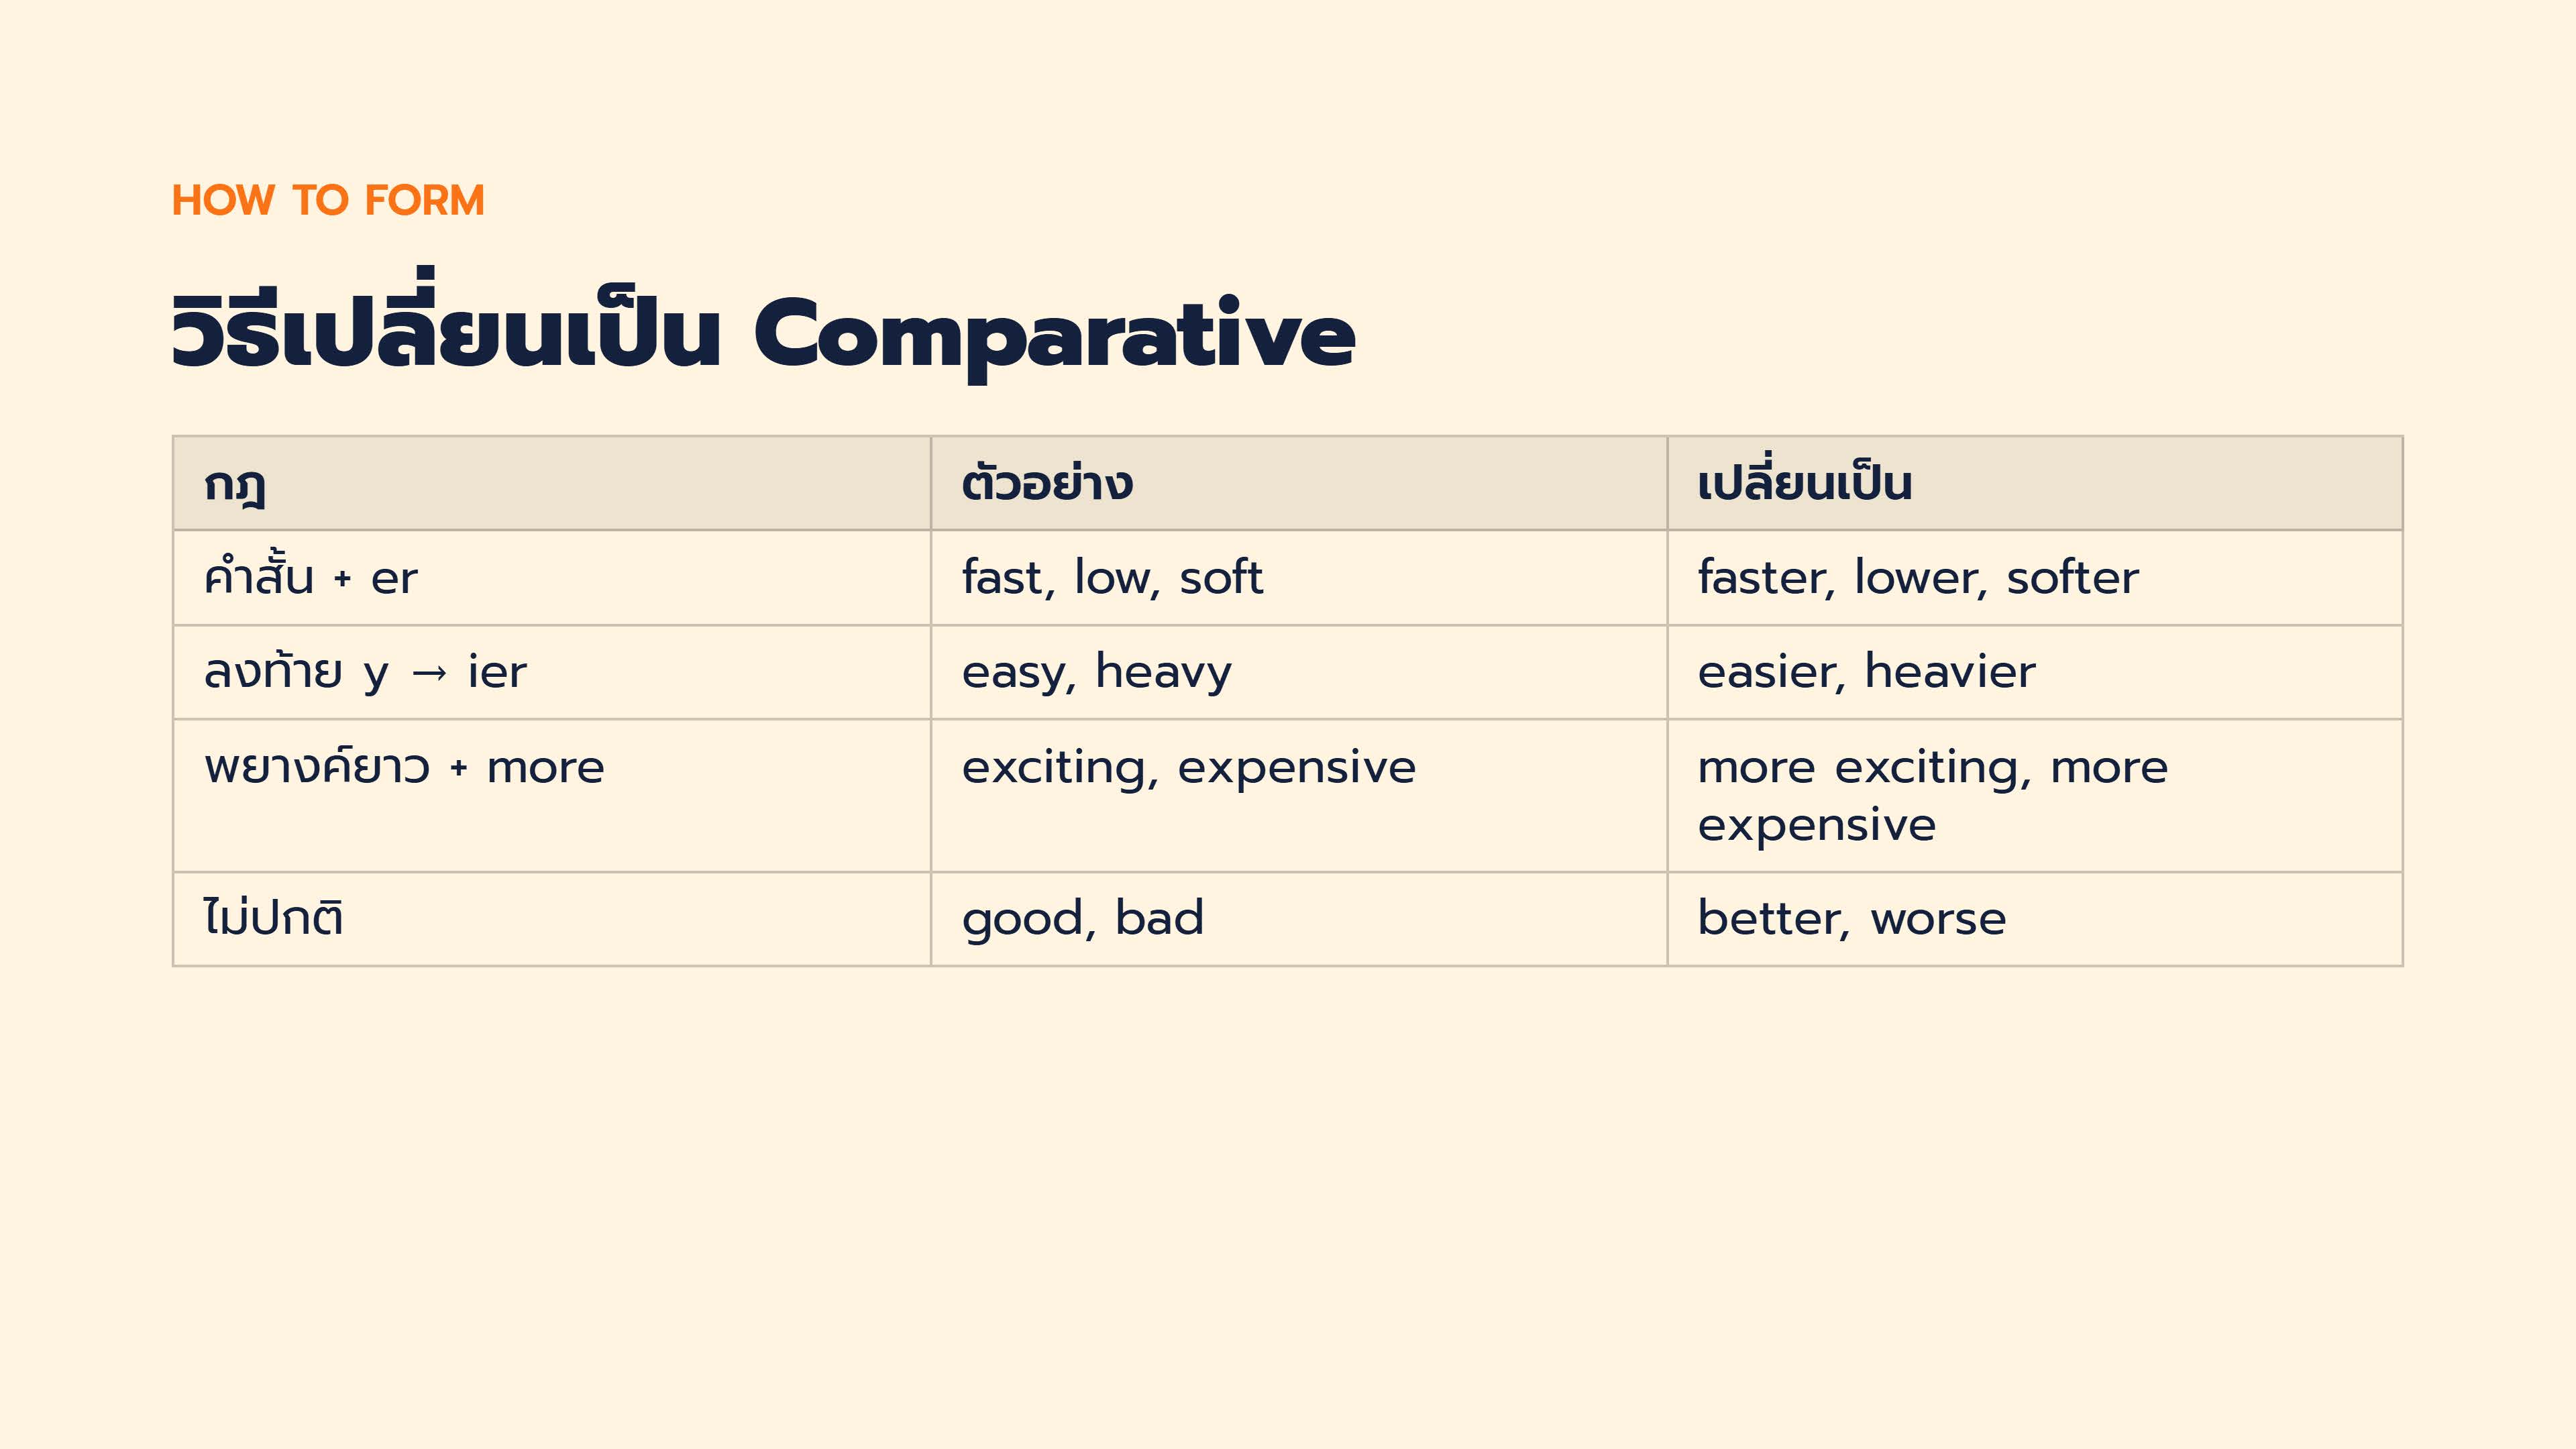 HOW TO FORM
วิธีเปลี่ยนเป็น Comparative
กฎ ตัวอย่าง เปลี่ยนเป็น
คำสั้น + er fast, low, soft faster, lower, softer
ลงท้าย y → ier easy, heavy easier, heavier
พยางค์ยาว + more exciting, expensive more exciting, more
expensive
ไม่ปกติ good, bad better, worse